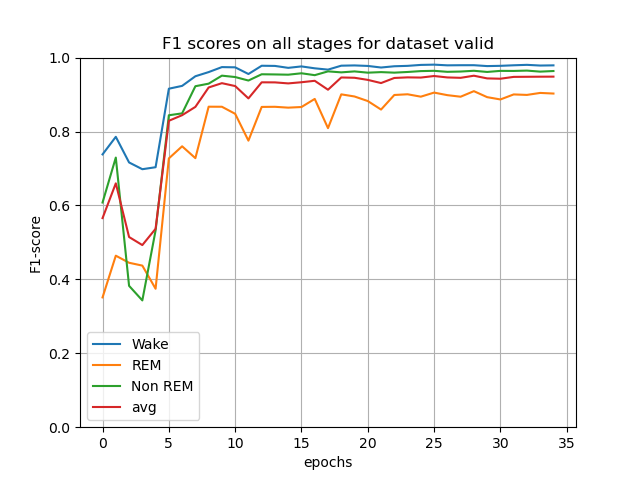 F1 scores on all stages for dataset valid
1.0
0.8
0.6
0.4
0.2
0.0
F1-score
Wake
REM
Non REM
avg
0 5 10 15 20 25 30 35
epochs